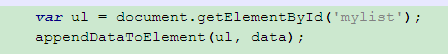 var ul = document.getElementById('mylist');
appendDataToElement(ul, data);